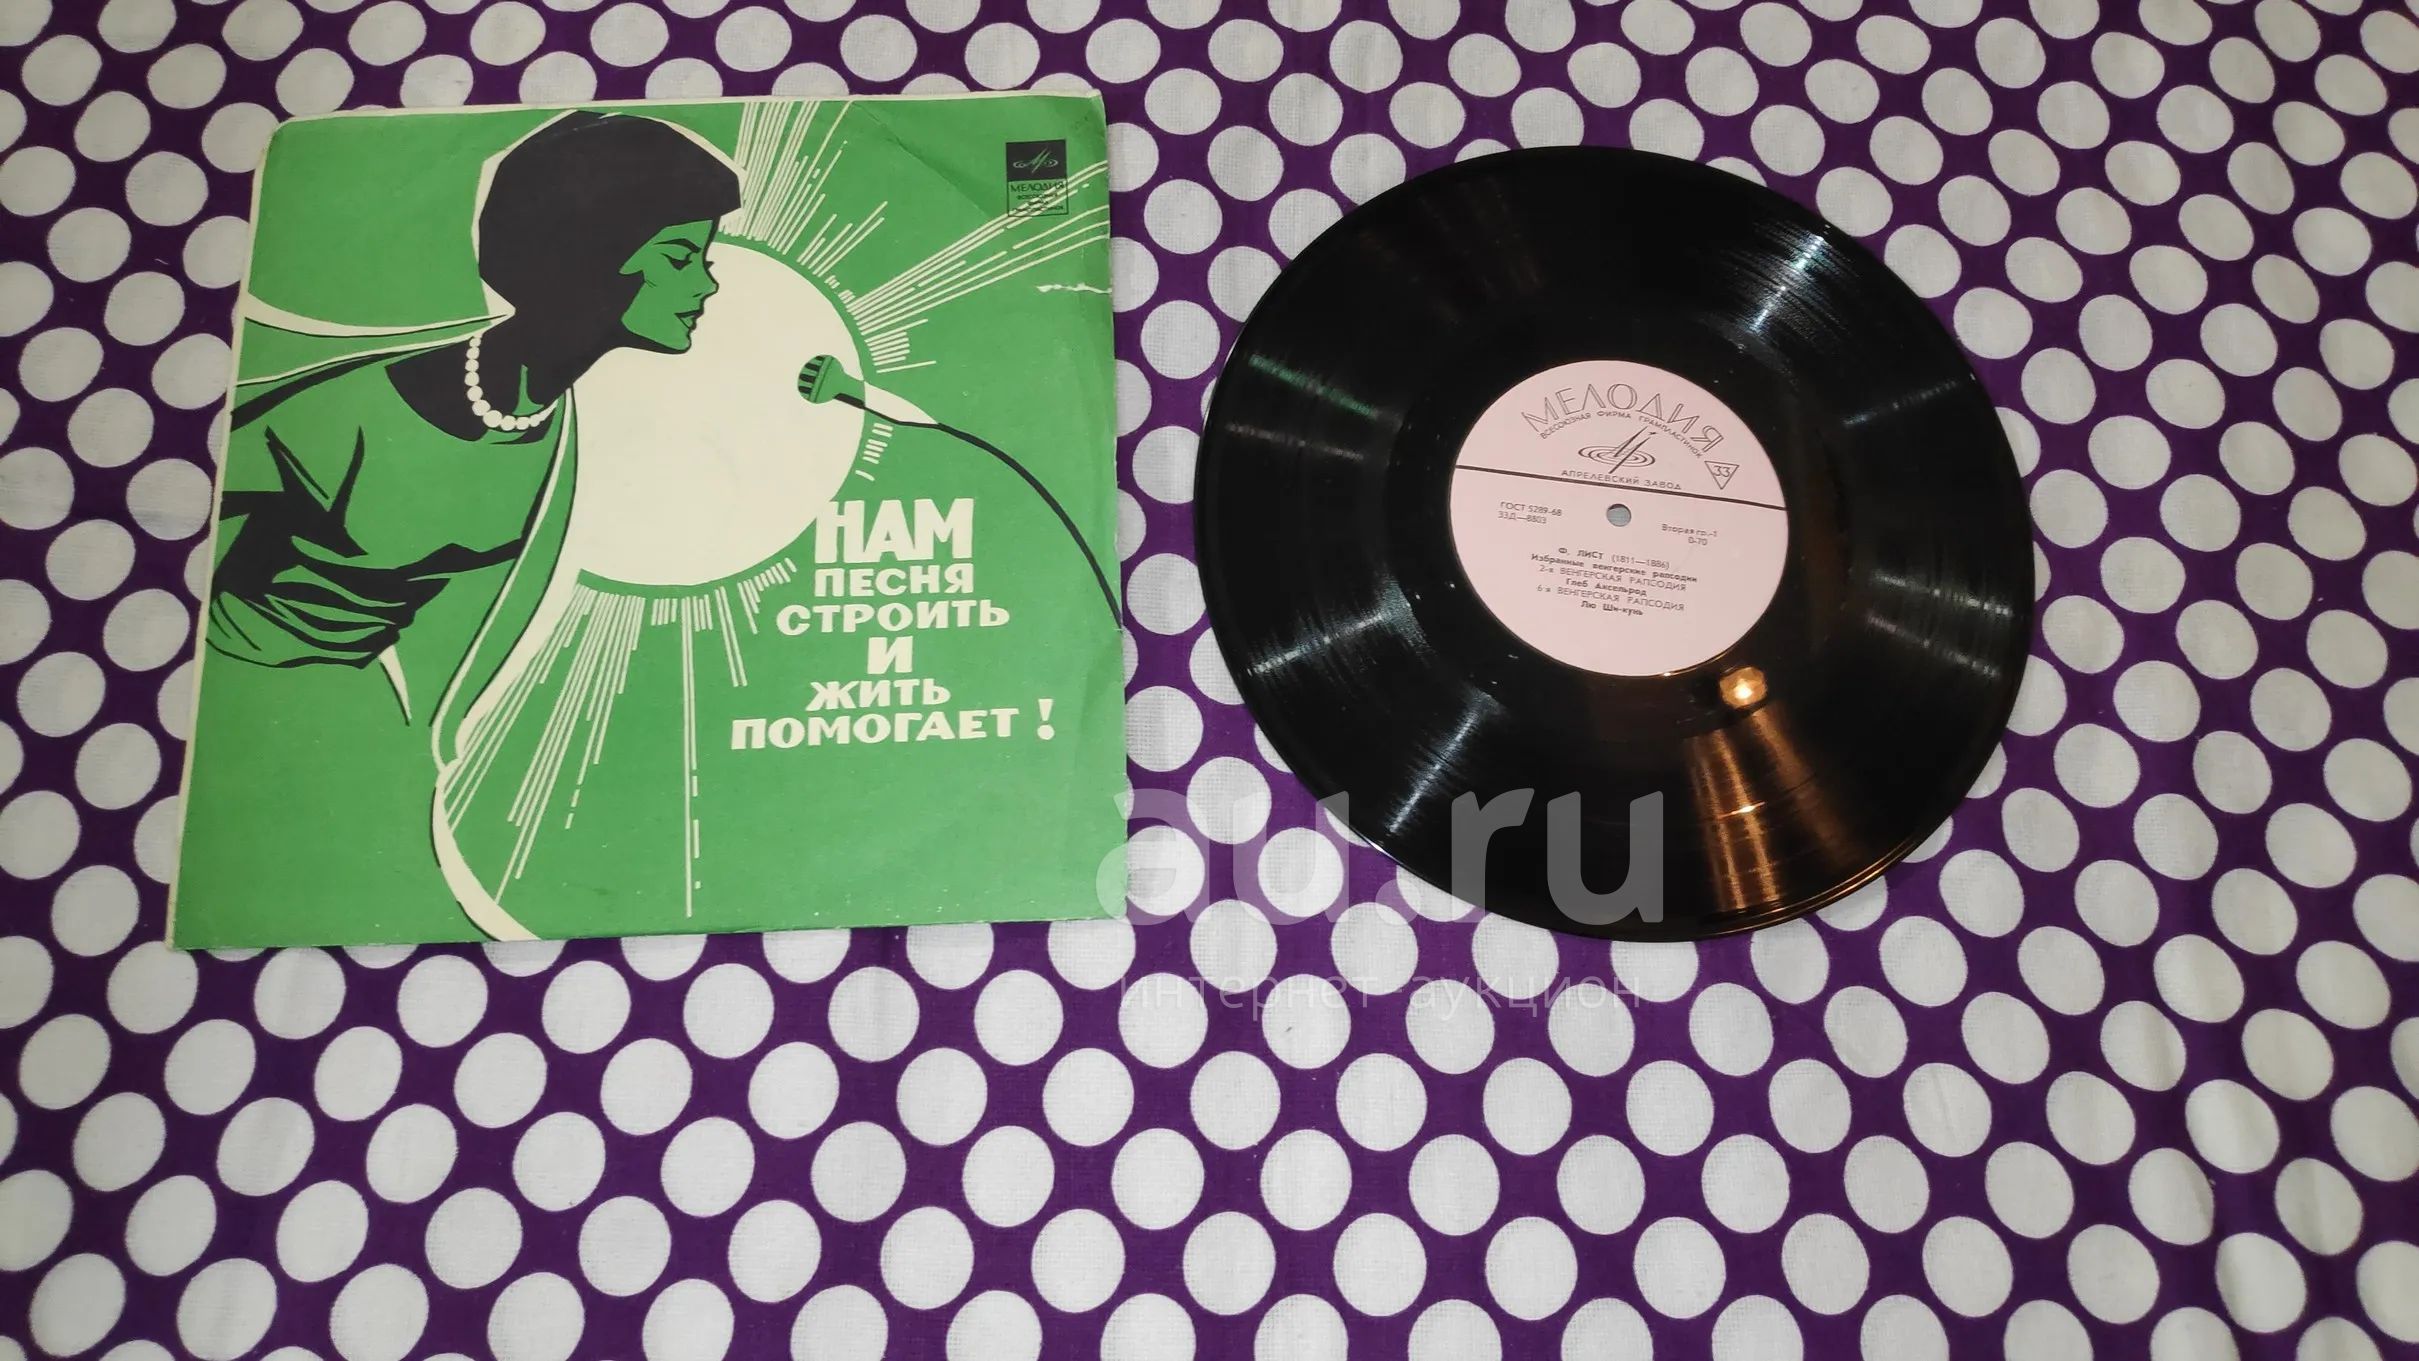 МЕЛОДИЯ
НАМ
ПЕСНЯ
СТРОИТЬ
И
ЖИТЬ
ПОМОГАЕТ!
МЕЛОДИЯ
ВСЕСОЮЗНАЯ ФИРМА ГРАМПЛАСТИНОК
33
АПРЕЛЕВСКИЙ ЗАВОД
ГОСТ 5289-68
33Д—8803
Вторая гр.-1
0-70
Ф. ЛИСТ (1811—1886)
Избранные венгерские рапсодии
2-я ВЕНГЕРСКАЯ РАПСОДИЯ
Глеб Аксельрод
6-я ВЕНГЕРСКАЯ РАПСОДИЯ
Лю Ши-кунь
au.ru
интернет аукцион